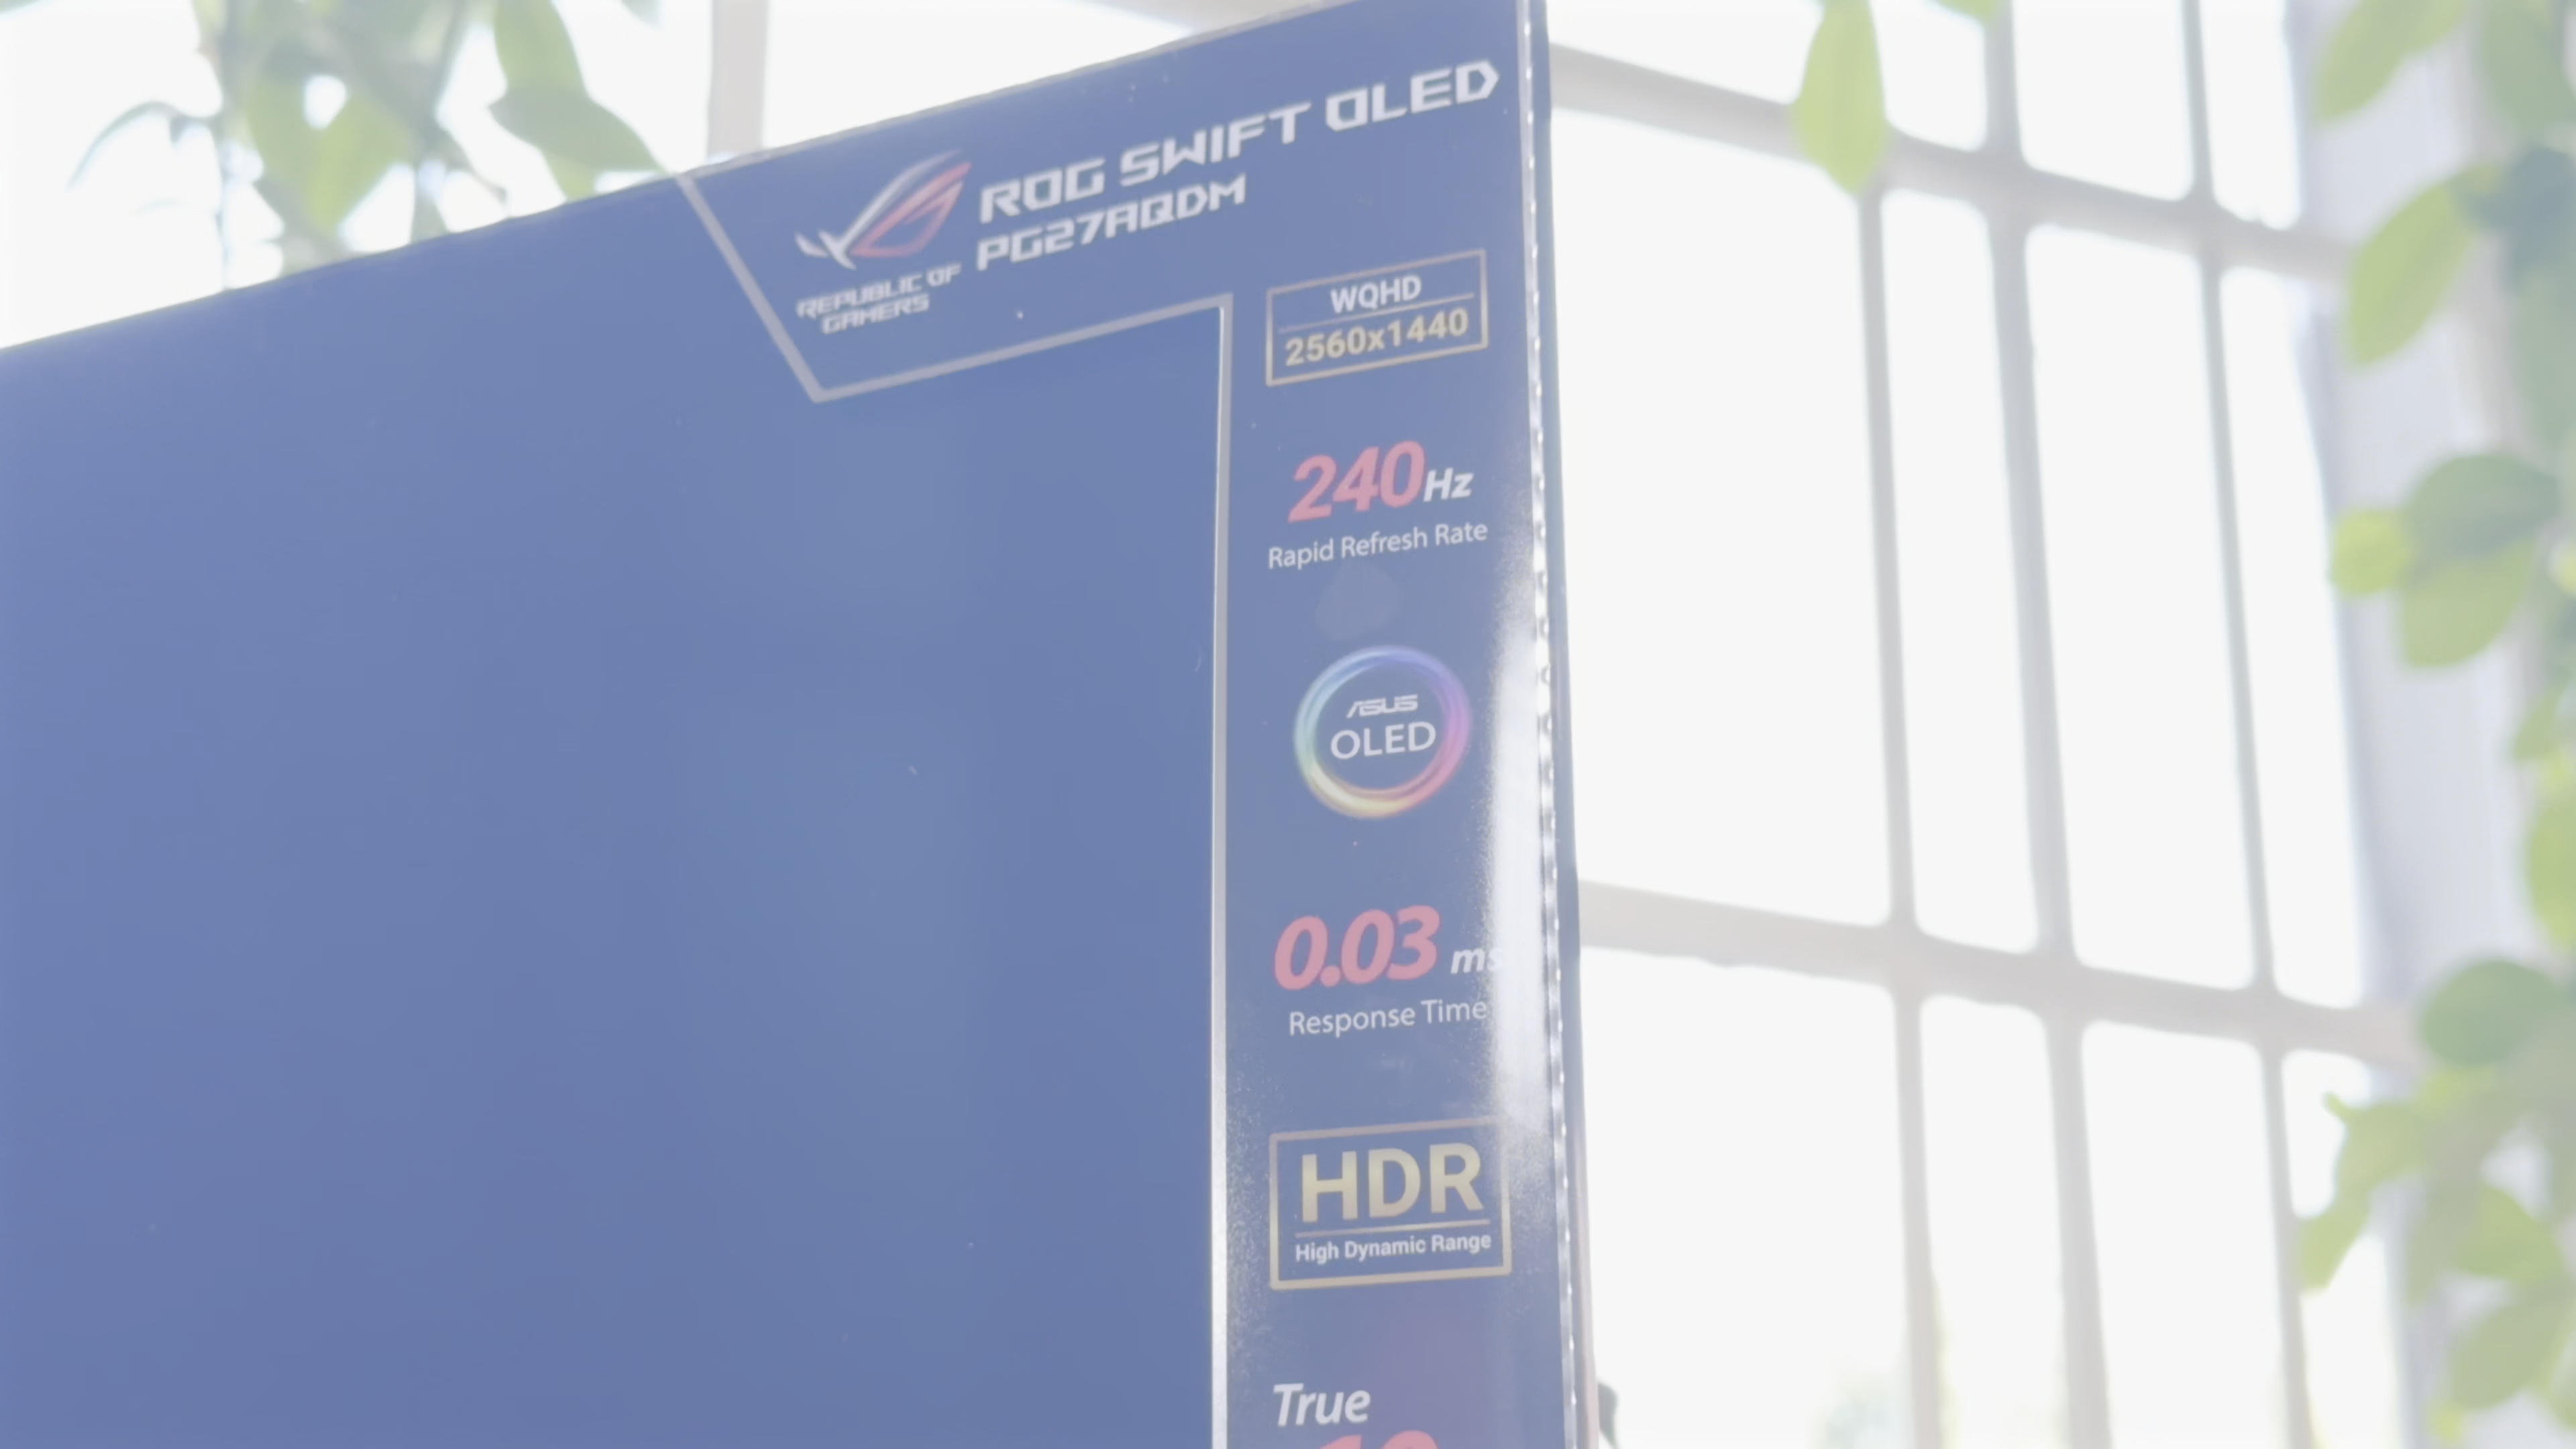 ROG SWIFT OLED
PG27AQDM
REPUBLIC OF
GAMERS
WQHD
2560x1440
240Hz
Rapid Refresh Rate
ASUS
OLED
0.03 ms
Response Time
HDR
High Dynamic Range
True